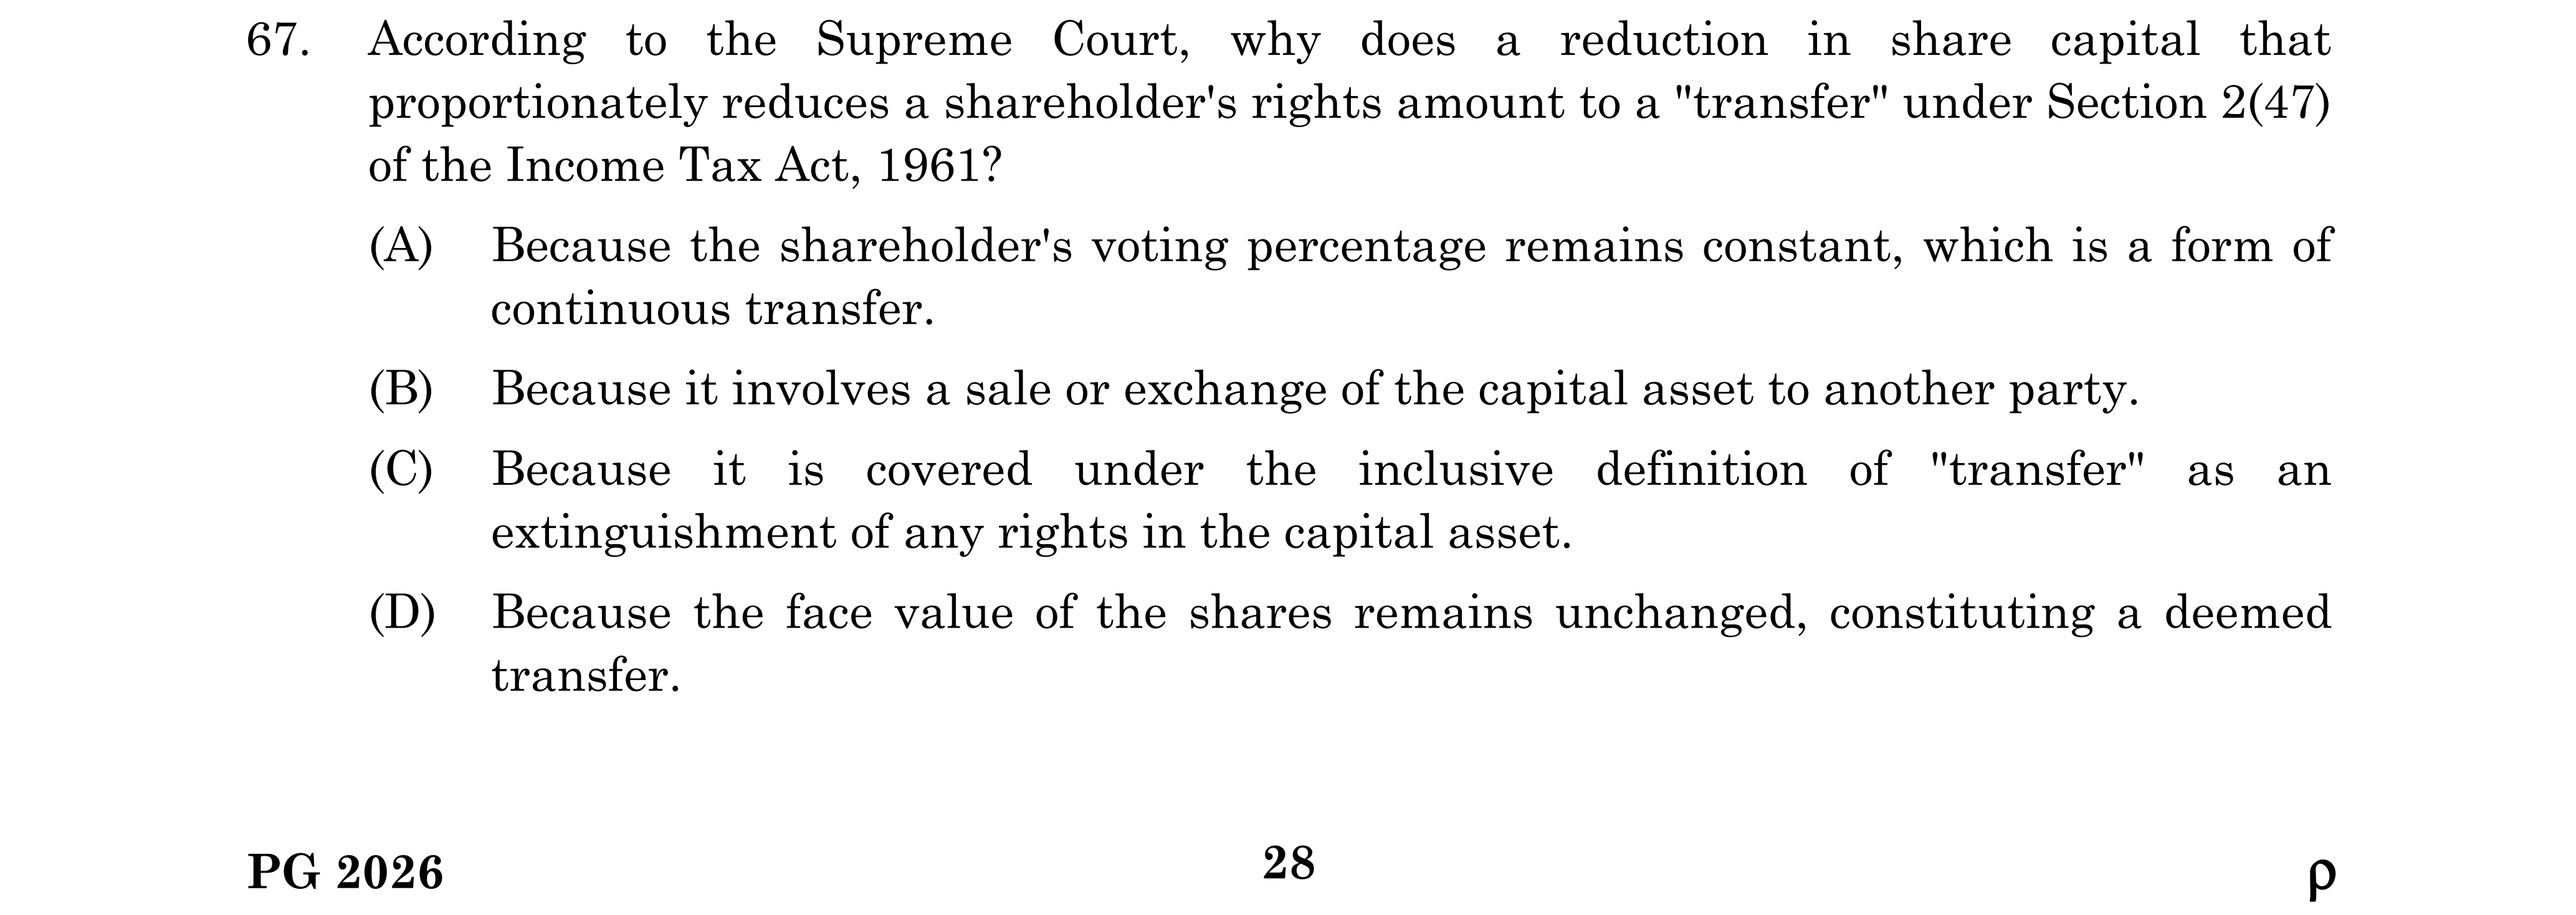 67. According to the Supreme Court, why does a reduction in share capital that
proportionately reduces a shareholder's rights amount to a "transfer" under Section 2(47)
of the Income Tax Act, 1961?
(A) Because the shareholder's voting percentage remains constant, which is a form of
continuous transfer.
(B) Because it involves a sale or exchange of the capital asset to another party.
(C) Because it is covered under the inclusive definition of "transfer" as an
extinguishment of any rights in the capital asset.
(D) Because the face value of the shares remains unchanged, constituting a deemed
transfer.
PG 2026 28 ρ